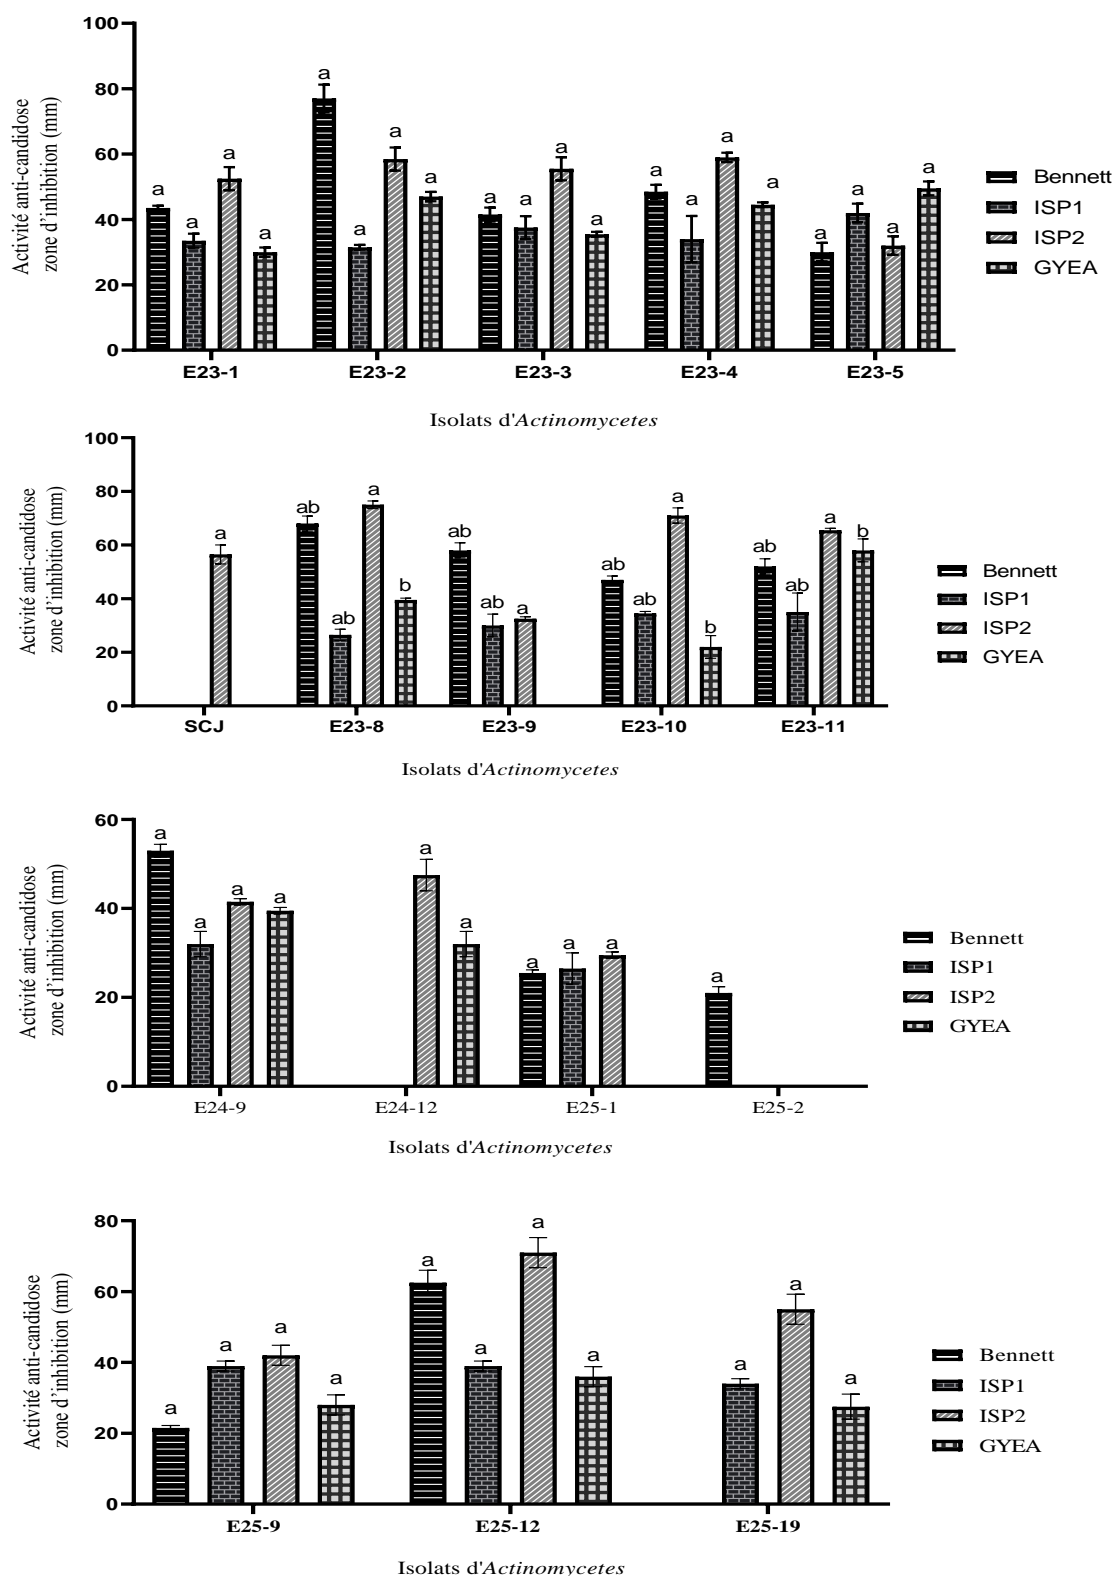 Activité anti-candidose
zone d'inhibition (mm)
100
80
60
40
20
0
a a a a
a a a a
a a a a
a a a a
a a a a
E23-1 E23-2 E23-3 E23-4 E23-5
Isolats d'Actinomycetes
Bennett
ISP1
ISP2
GYEA
Activité anti-candidose
zone d'inhibition (mm)
100
80
60
40
20
0
a
ab ab a b
ab ab a
ab ab a b
ab ab a b
SCJ E23-8 E23-9 E23-10 E23-11
Isolats d'Actinomycetes
Bennett
ISP1
ISP2
GYEA
Activité anti-candidose
zone d'inhibition (mm)
60
40
20
0
a a a a
a a
a a a
a
E24-9 E24-12 E25-1 E25-2
Isolats d'Actinomycetes
Bennett
ISP1
ISP2
GYEA
Activité anti-candidose
zone d'inhibition (mm)
80
60
40
20
0
a a a a
a a a a
a a a
E25-9 E25-12 E25-19
Isolats d'Actinomycetes
Bennett
ISP1
ISP2
GYEA